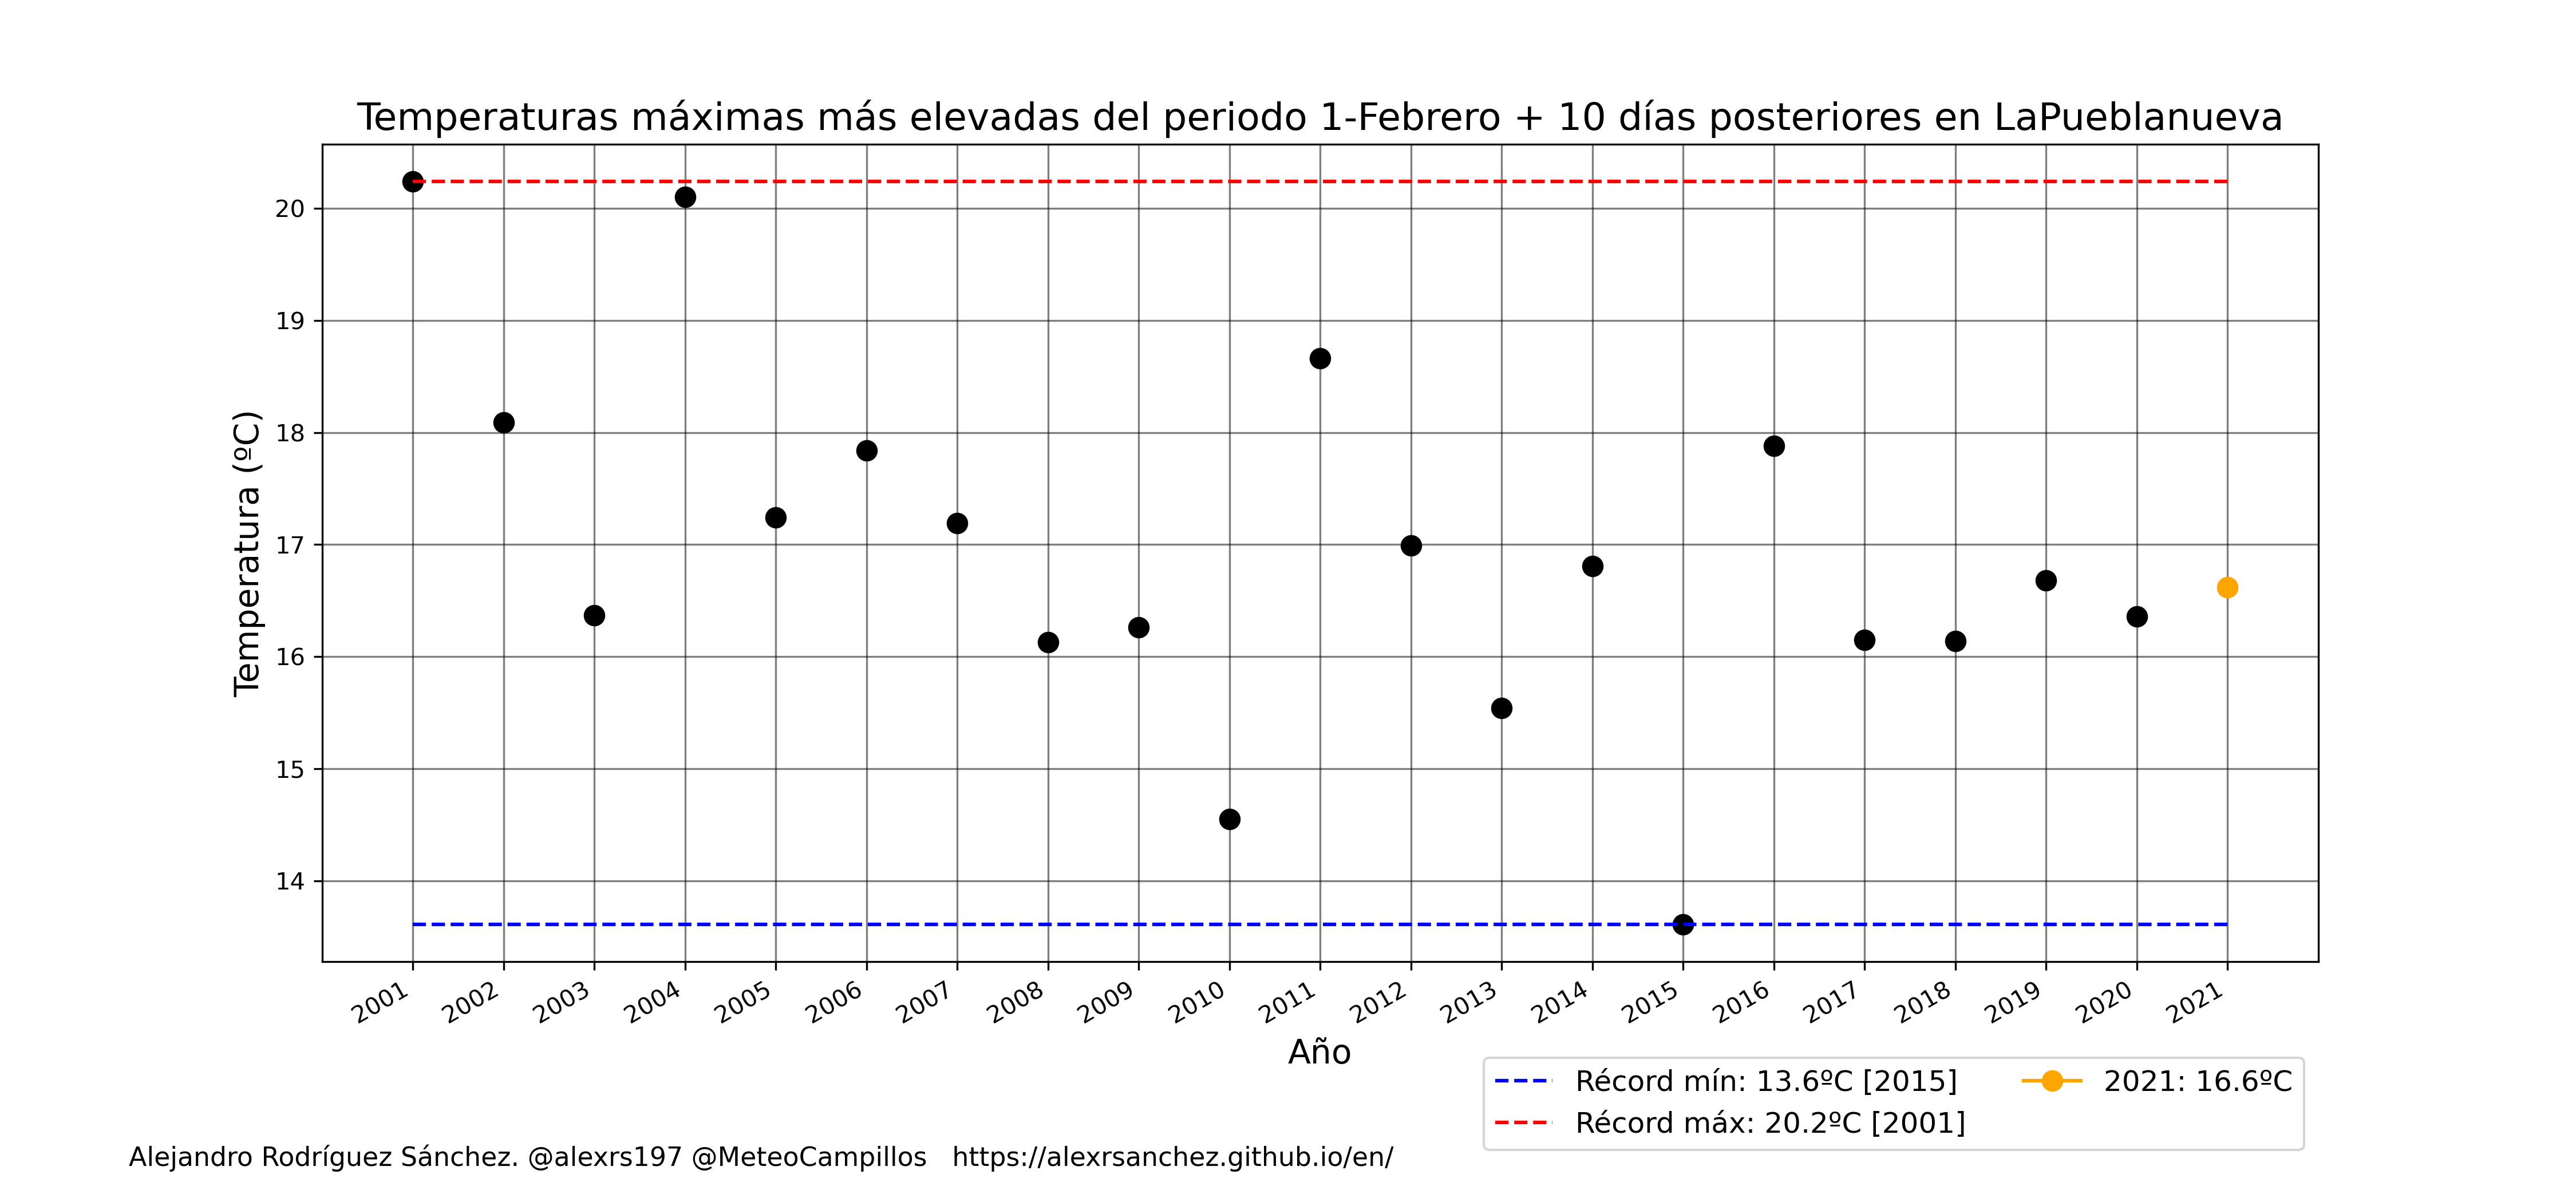 Temperaturas máximas más elevadas del periodo 1-Febrero + 10 días posteriores en LaPueblanueva
Temperatura (ºC)
20
19
18
17
16
15
14
2001 2002 2003 2004 2005 2006 2007 2008 2009 2010 2011 2012 2013 2014 2015 2016 2017 2018 2019 2020 2021
Año
Récord mín: 13.6ºC [2015]
Récord máx: 20.2ºC [2001]
2021: 16.6ºC
Alejandro Rodríguez Sánchez. @alexrs197 @MeteoCampillos https://alexrsanchez.github.io/en/